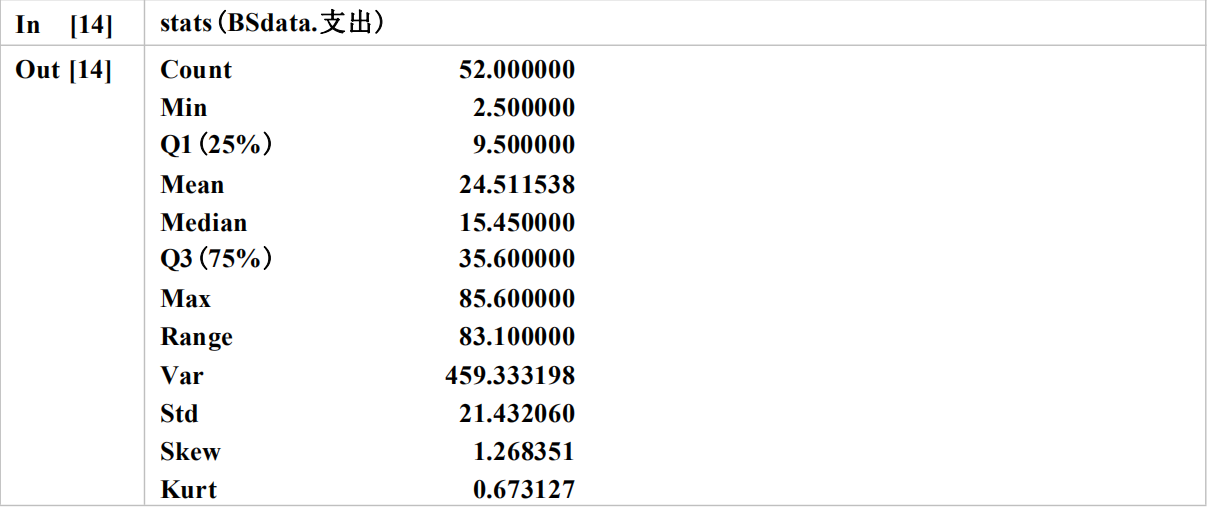 In [14] stats(BSdata.支出)
Out [14] Count 52.000000
Min 2.500000
Q1(25%) 9.500000
Mean 24.511538
Median 15.450000
Q3(75%) 35.600000
Max 85.600000
Range 83.100000
Var 459.333198
Std 21.432060
Skew 1.268351
Kurt 0.673127